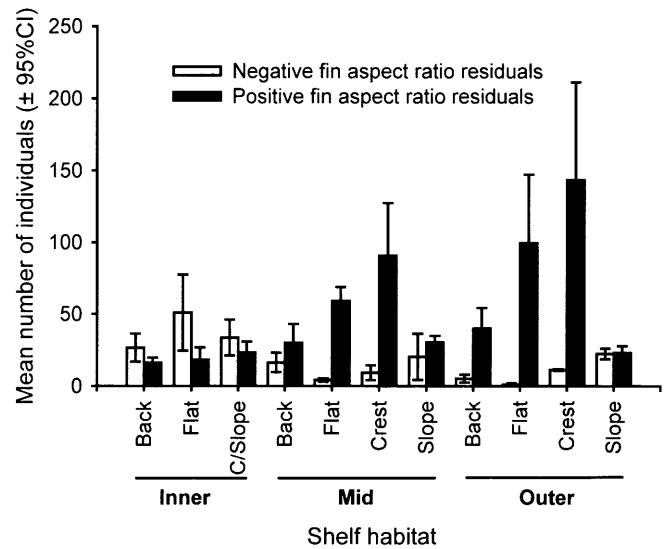 Mean number of individuals (± 95%CI)
250
200
150
100
50
0
Negative fin aspect ratio residuals
Positive fin aspect ratio residuals
Back
Flat
C/Slope
Back
Flat
Crest
Slope
Back
Flat
Crest
Slope
Inner
Mid
Outer
Shelf habitat